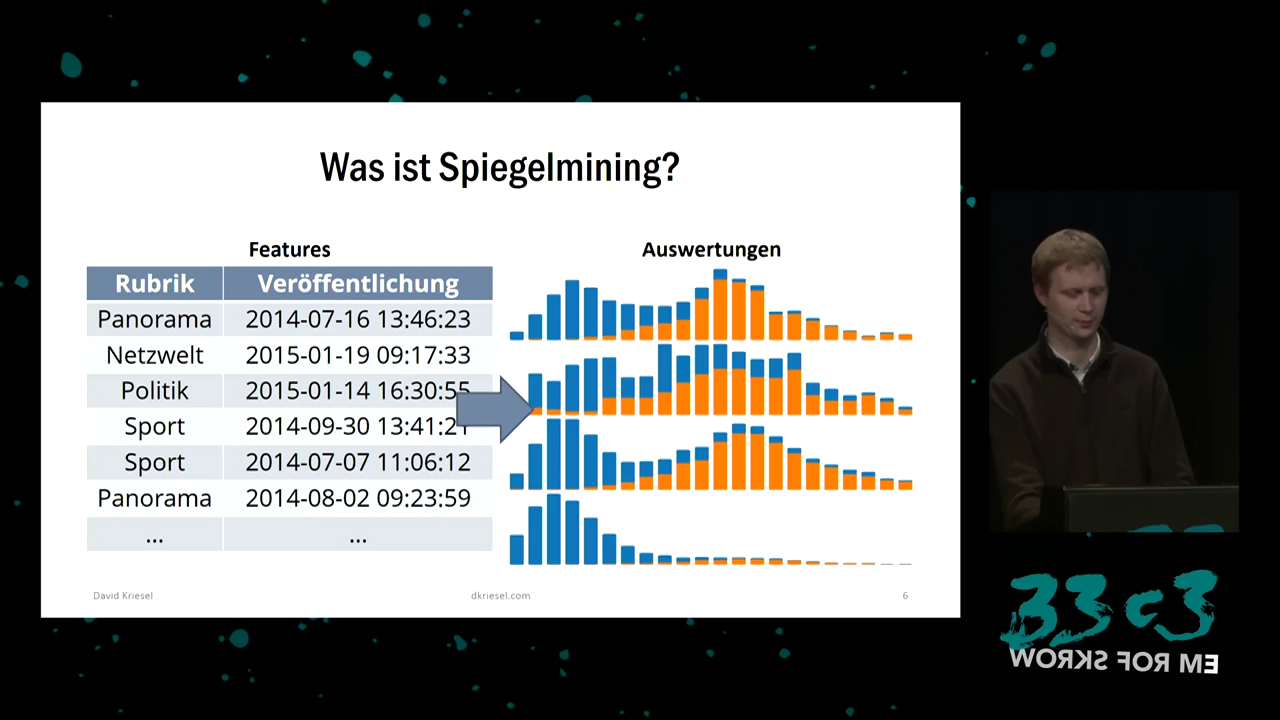 Was ist Spiegelmining?
Features
Rubrik Veröffentlichung
Panorama 2014-07-16 13:46:23
Netzwelt 2015-01-19 09:17:33
Politik 2015-01-14 16:30:55
Sport 2014-09-30 13:41:21
Sport 2014-07-07 11:06:12
Panorama 2014-08-02 09:23:59
... ...
Auswertungen
David Kriesel dkriesel.com 6
33c3
WORKS FOR ME